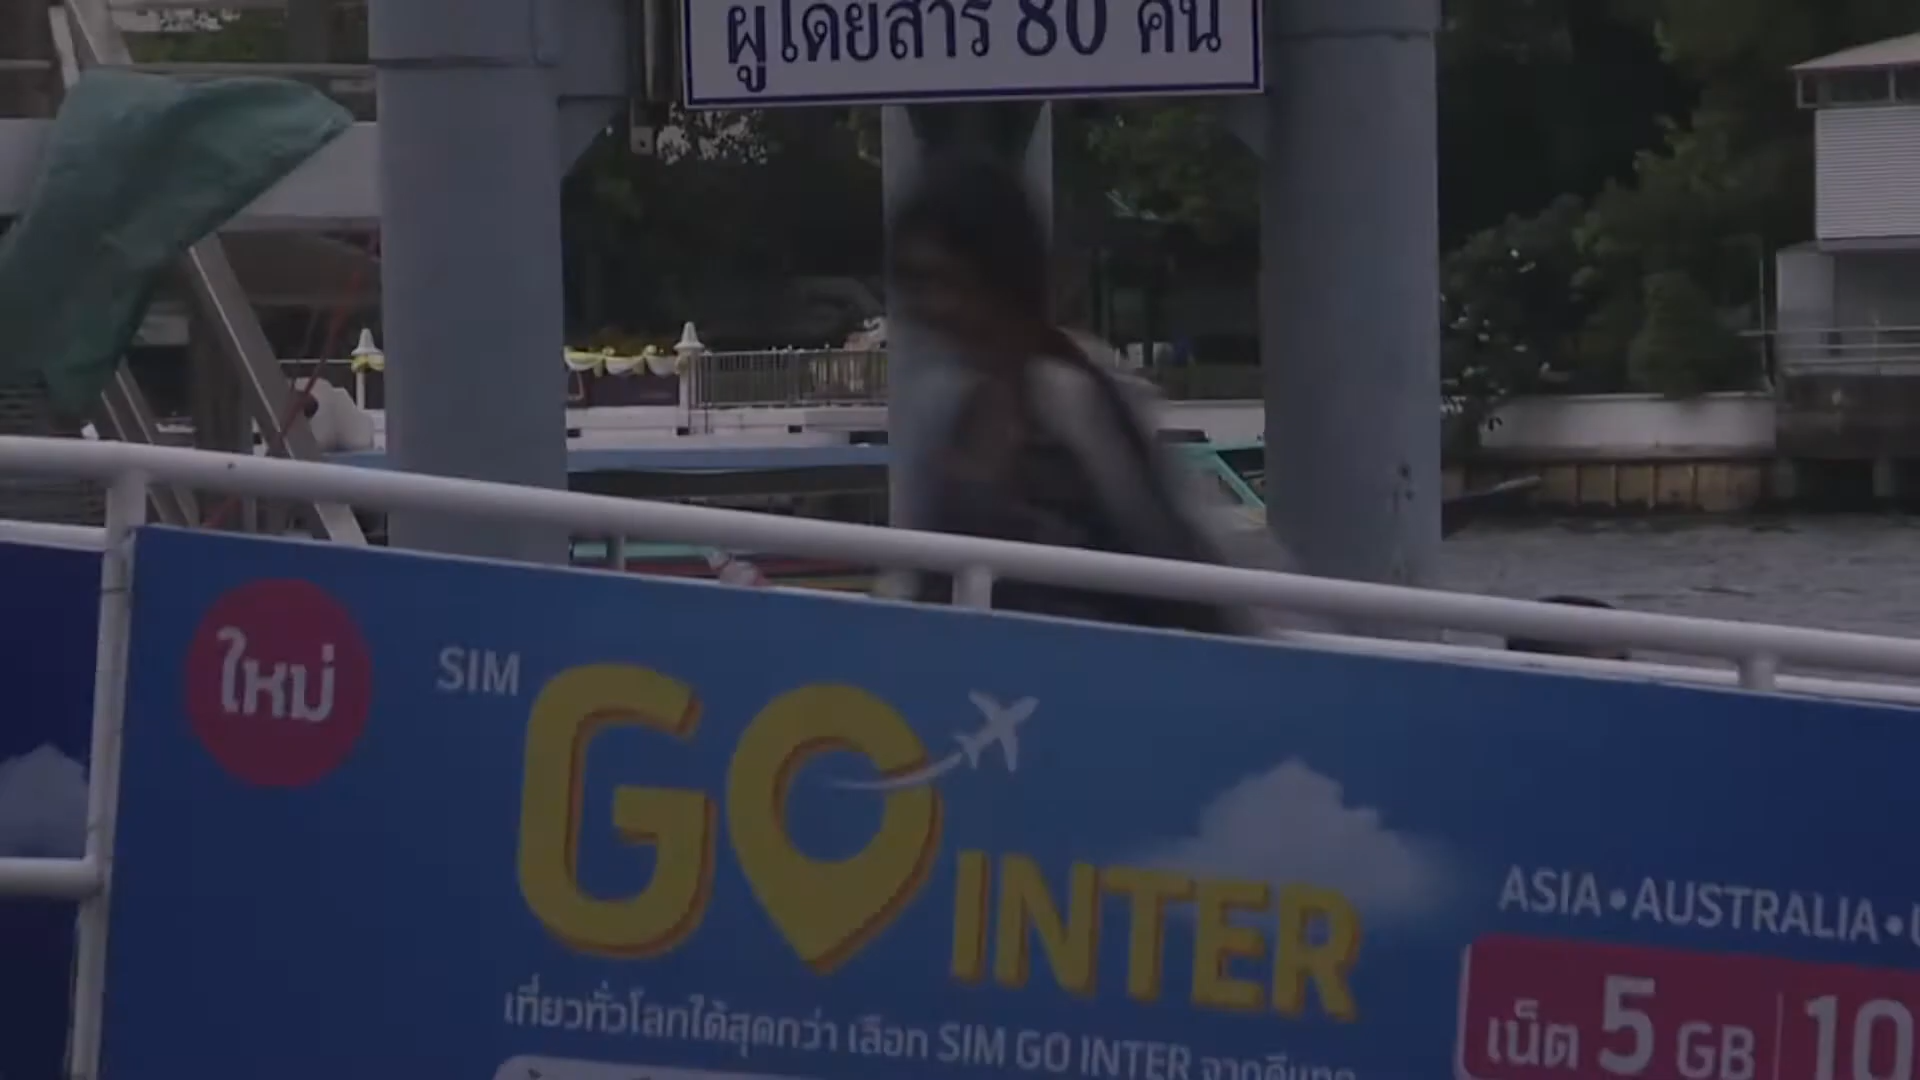 ผู้โดยสาร 80 คน
ใหม่
SIM
GO INTER
ASIA•AUSTRALIA•
เน็ต 5 GB
เที่ยวทั่วโลกใต้สุดกว่า เลือก SIM GO INTER